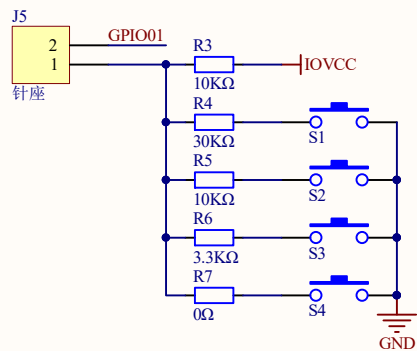 J5
2
GPIO01
1
针座
R3
10KΩ
IOVCC
R4
30KΩ
S1
R5
10KΩ
S2
R6
3.3KΩ
S3
R7
0Ω
S4
GND